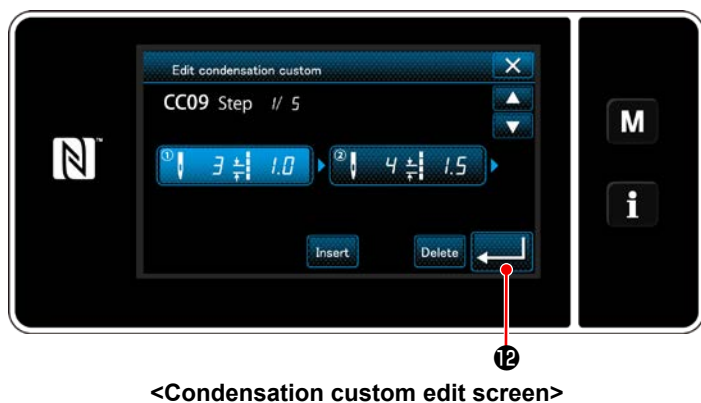 Edit condensation custom
CC09 Step 1/ 5
① 3 1.0 ② 4 1.5
M
i
N™
Insert Delete
⓬
<Condensation custom edit screen>